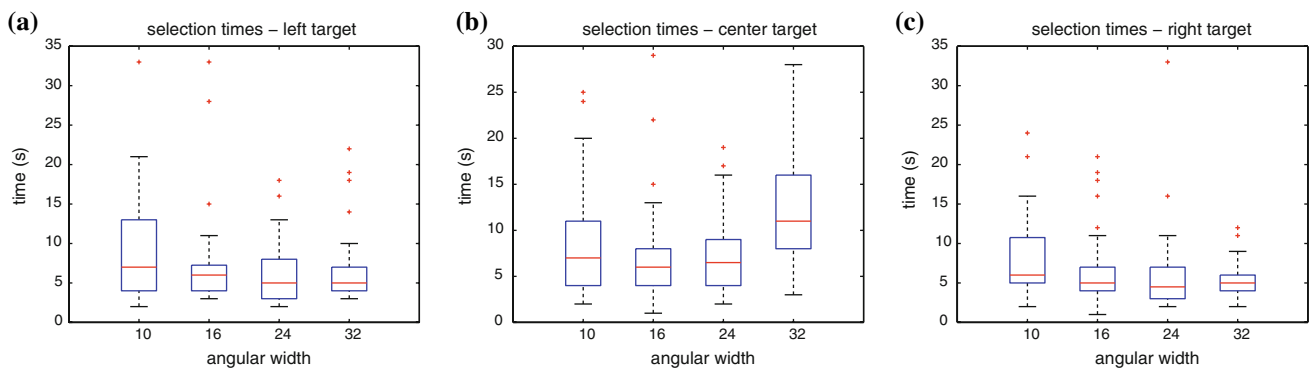 (a)
selection times – left target
35
30
25
20
15
10
5
0
time (s)
10 16 24 32
angular width
(b)
selection times – center target
30
25
20
15
10
5
0
time (s)
10 16 24 32
angular width
(c)
selection times – right target
35
30
25
20
15
10
5
0
time (s)
10 16 24 32
angular width